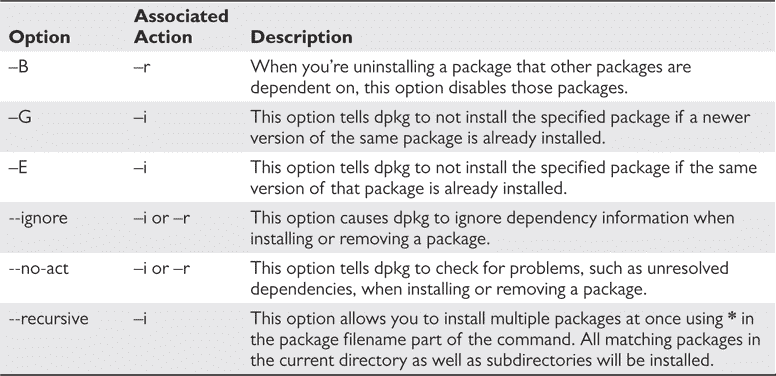 Option Associated Action Description
–B –r When you're uninstalling a package that other packages are
dependent on, this option disables those packages.
–G –i This option tells dpkg to not install the specified package if a newer
version of the same package is already installed.
–E –i This option tells dpkg to not install the specified package if the same
version of that package is already installed.
--ignore –i or –r This option causes dpkg to ignore dependency information when
installing or removing a package.
--no-act –i or –r This option tells dpkg to check for problems, such as unresolved
dependencies, when installing or removing a package.
--recursive –i This option allows you to install multiple packages at once using * in
the package filename part of the command. All matching packages in
the current directory as well as subdirectories will be installed.